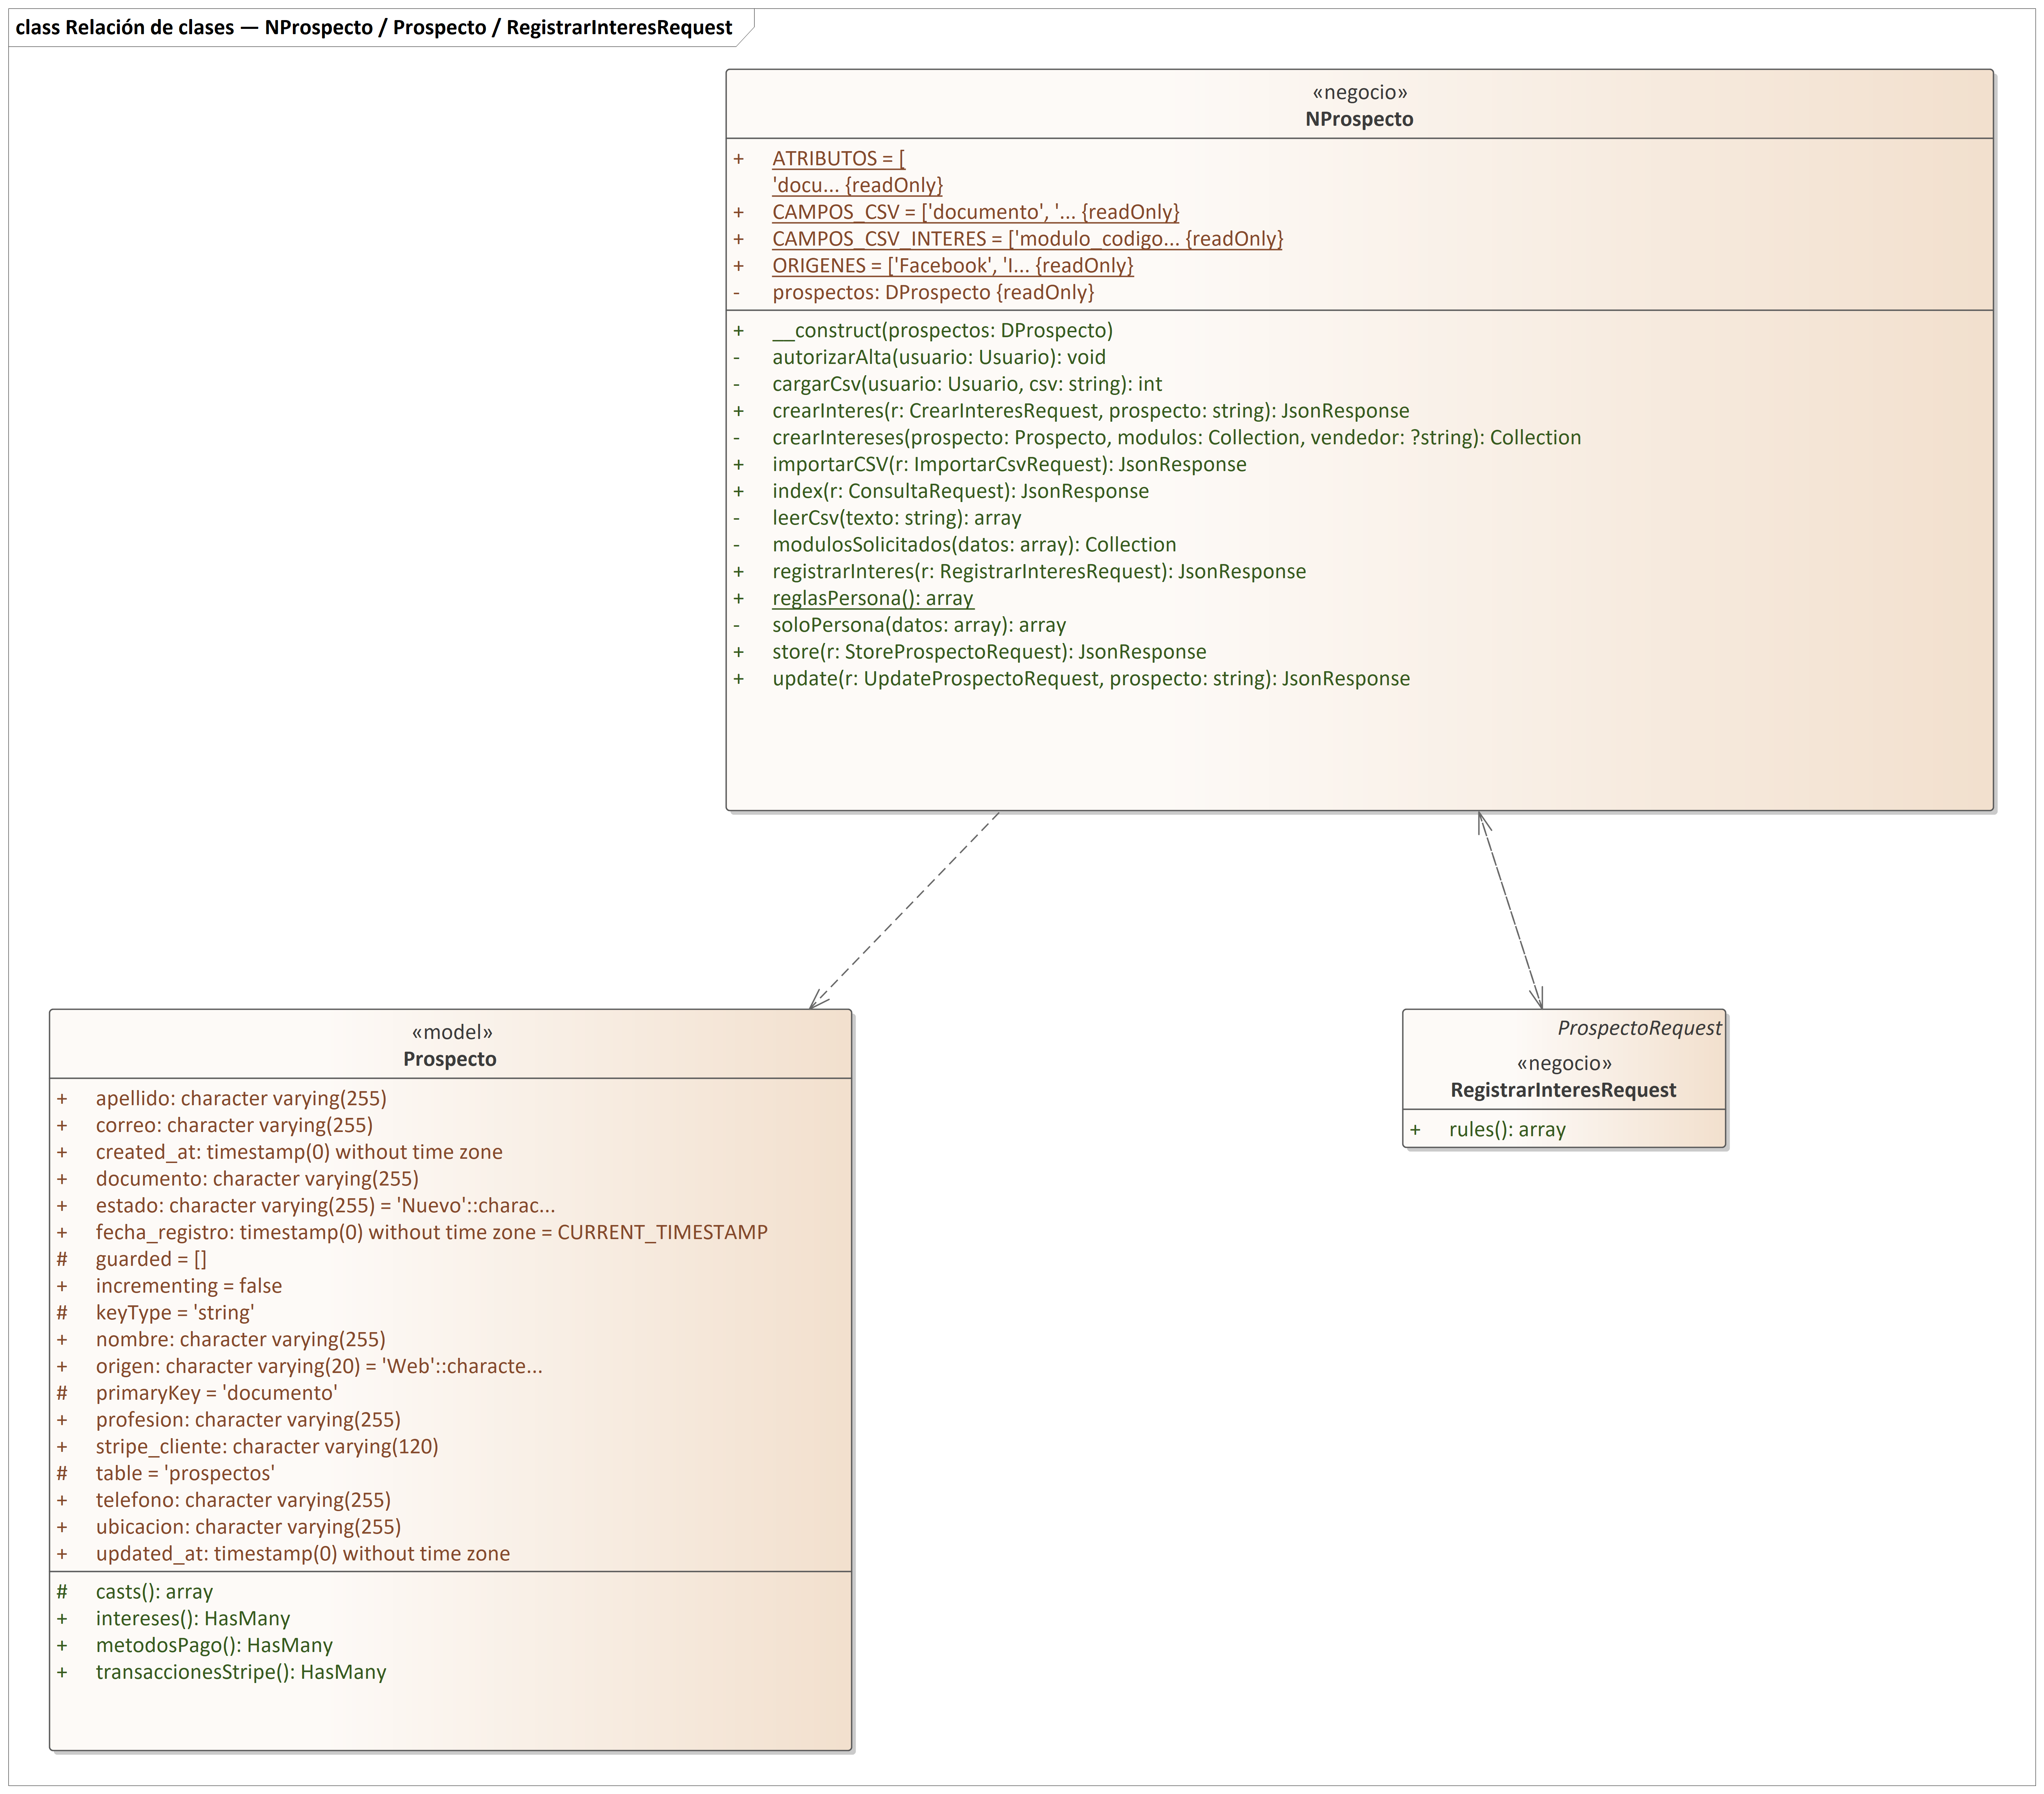 class Relación de clases — NProspecto / Prospecto / RegistrarInteresRequest
«negocio»
NProspecto
+ ATRIBUTOS = [
'docu... {readOnly}
+ CAMPOS_CSV = ['documento', '... {readOnly}
+ CAMPOS_CSV_INTERES = ['modulo_codigo... {readOnly}
+ ORIGENES = ['Facebook', 'I... {readOnly}
- prospectos: DProspecto {readOnly}
+ __construct(prospectos: DProspecto)
- autorizarAlta(usuario: Usuario): void
- cargarCsv(usuario: Usuario, csv: string): int
+ crearInteres(r: CrearInteresRequest, prospecto: string): JsonResponse
- crearIntereses(prospecto: Prospecto, modulos: Collection, vendedor: ?string): Collection
+ importarCSV(r: ImportarCsvRequest): JsonResponse
+ index(r: ConsultaRequest): JsonResponse
- leerCsv(texto: string): array
- modulosSolicitados(datos: array): Collection
+ registrarInteres(r: RegistrarInteresRequest): JsonResponse
+ reglasPersona(): array
- soloPersona(datos: array): array
+ store(r: StoreProspectoRequest): JsonResponse
+ update(r: UpdateProspectoRequest, prospecto: string): JsonResponse
«model»
Prospecto
+ apellido: character varying(255)
+ correo: character varying(255)
+ created_at: timestamp(0) without time zone
+ documento: character varying(255)
+ estado: character varying(255) = 'Nuevo'::charac...
+ fecha_registro: timestamp(0) without time zone = CURRENT_TIMESTAMP
# guarded = []
+ incrementing = false
# keyType = 'string'
+ nombre: character varying(255)
+ origen: character varying(20) = 'Web'::characte...
# primaryKey = 'documento'
+ profesion: character varying(255)
+ stripe_cliente: character varying(120)
# table = 'prospectos'
+ telefono: character varying(255)
+ ubicacion: character varying(255)
+ updated_at: timestamp(0) without time zone
# casts(): array
+ intereses(): HasMany
+ metodosPago(): HasMany
+ transaccionesStripe(): HasMany
ProspectoRequest
«negocio»
RegistrarInteresRequest
+ rules(): array